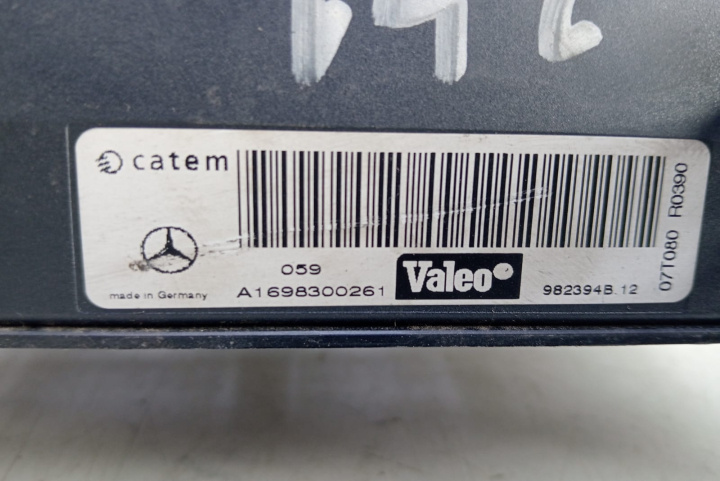 catem
059
made in Germany
A1698300261
Valeo
982394B.12
07T080 R0390